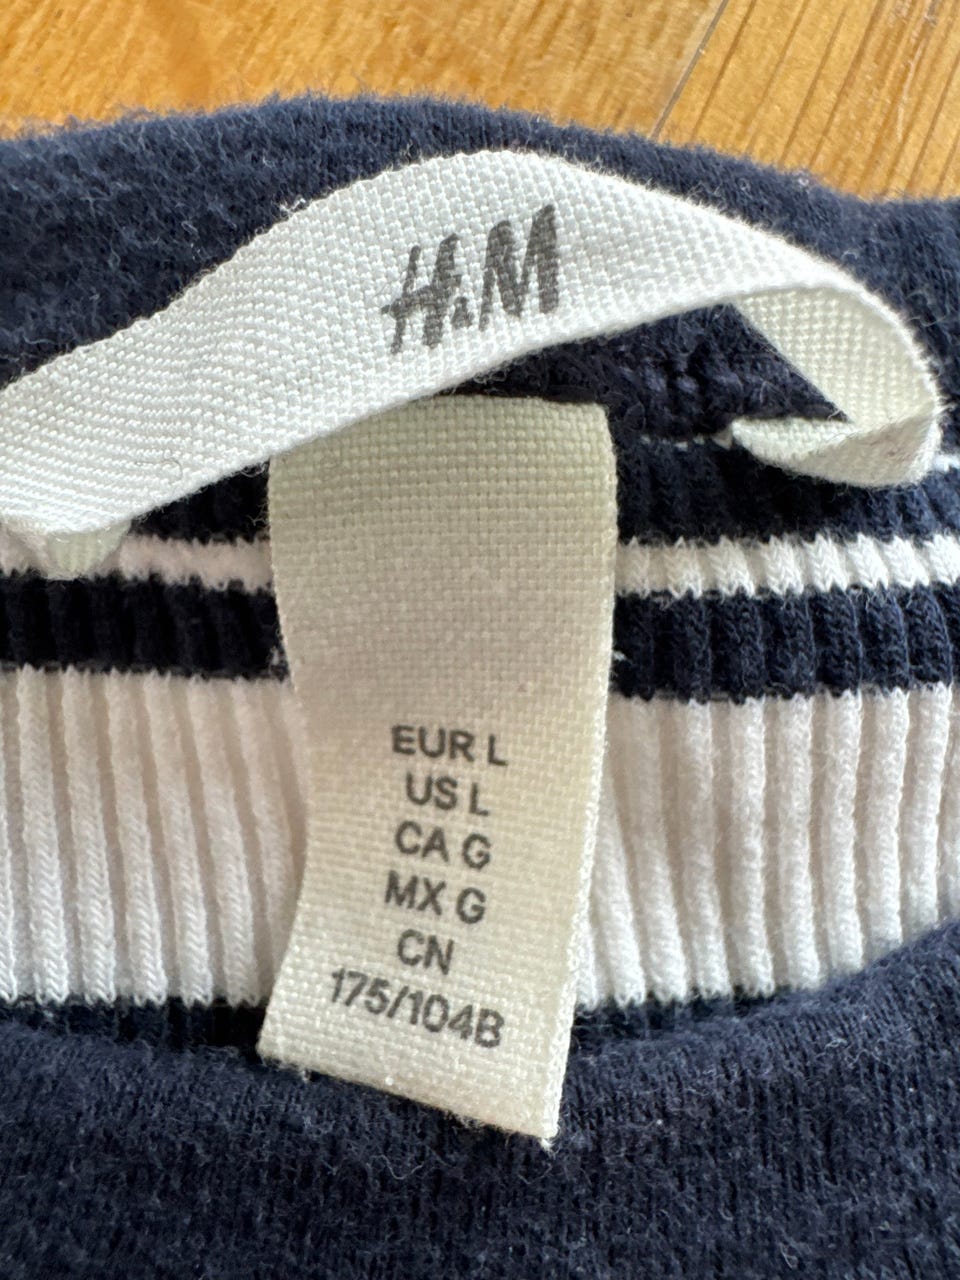 H&M
EUR L
US L
CA G
MX G
CN
175/104B